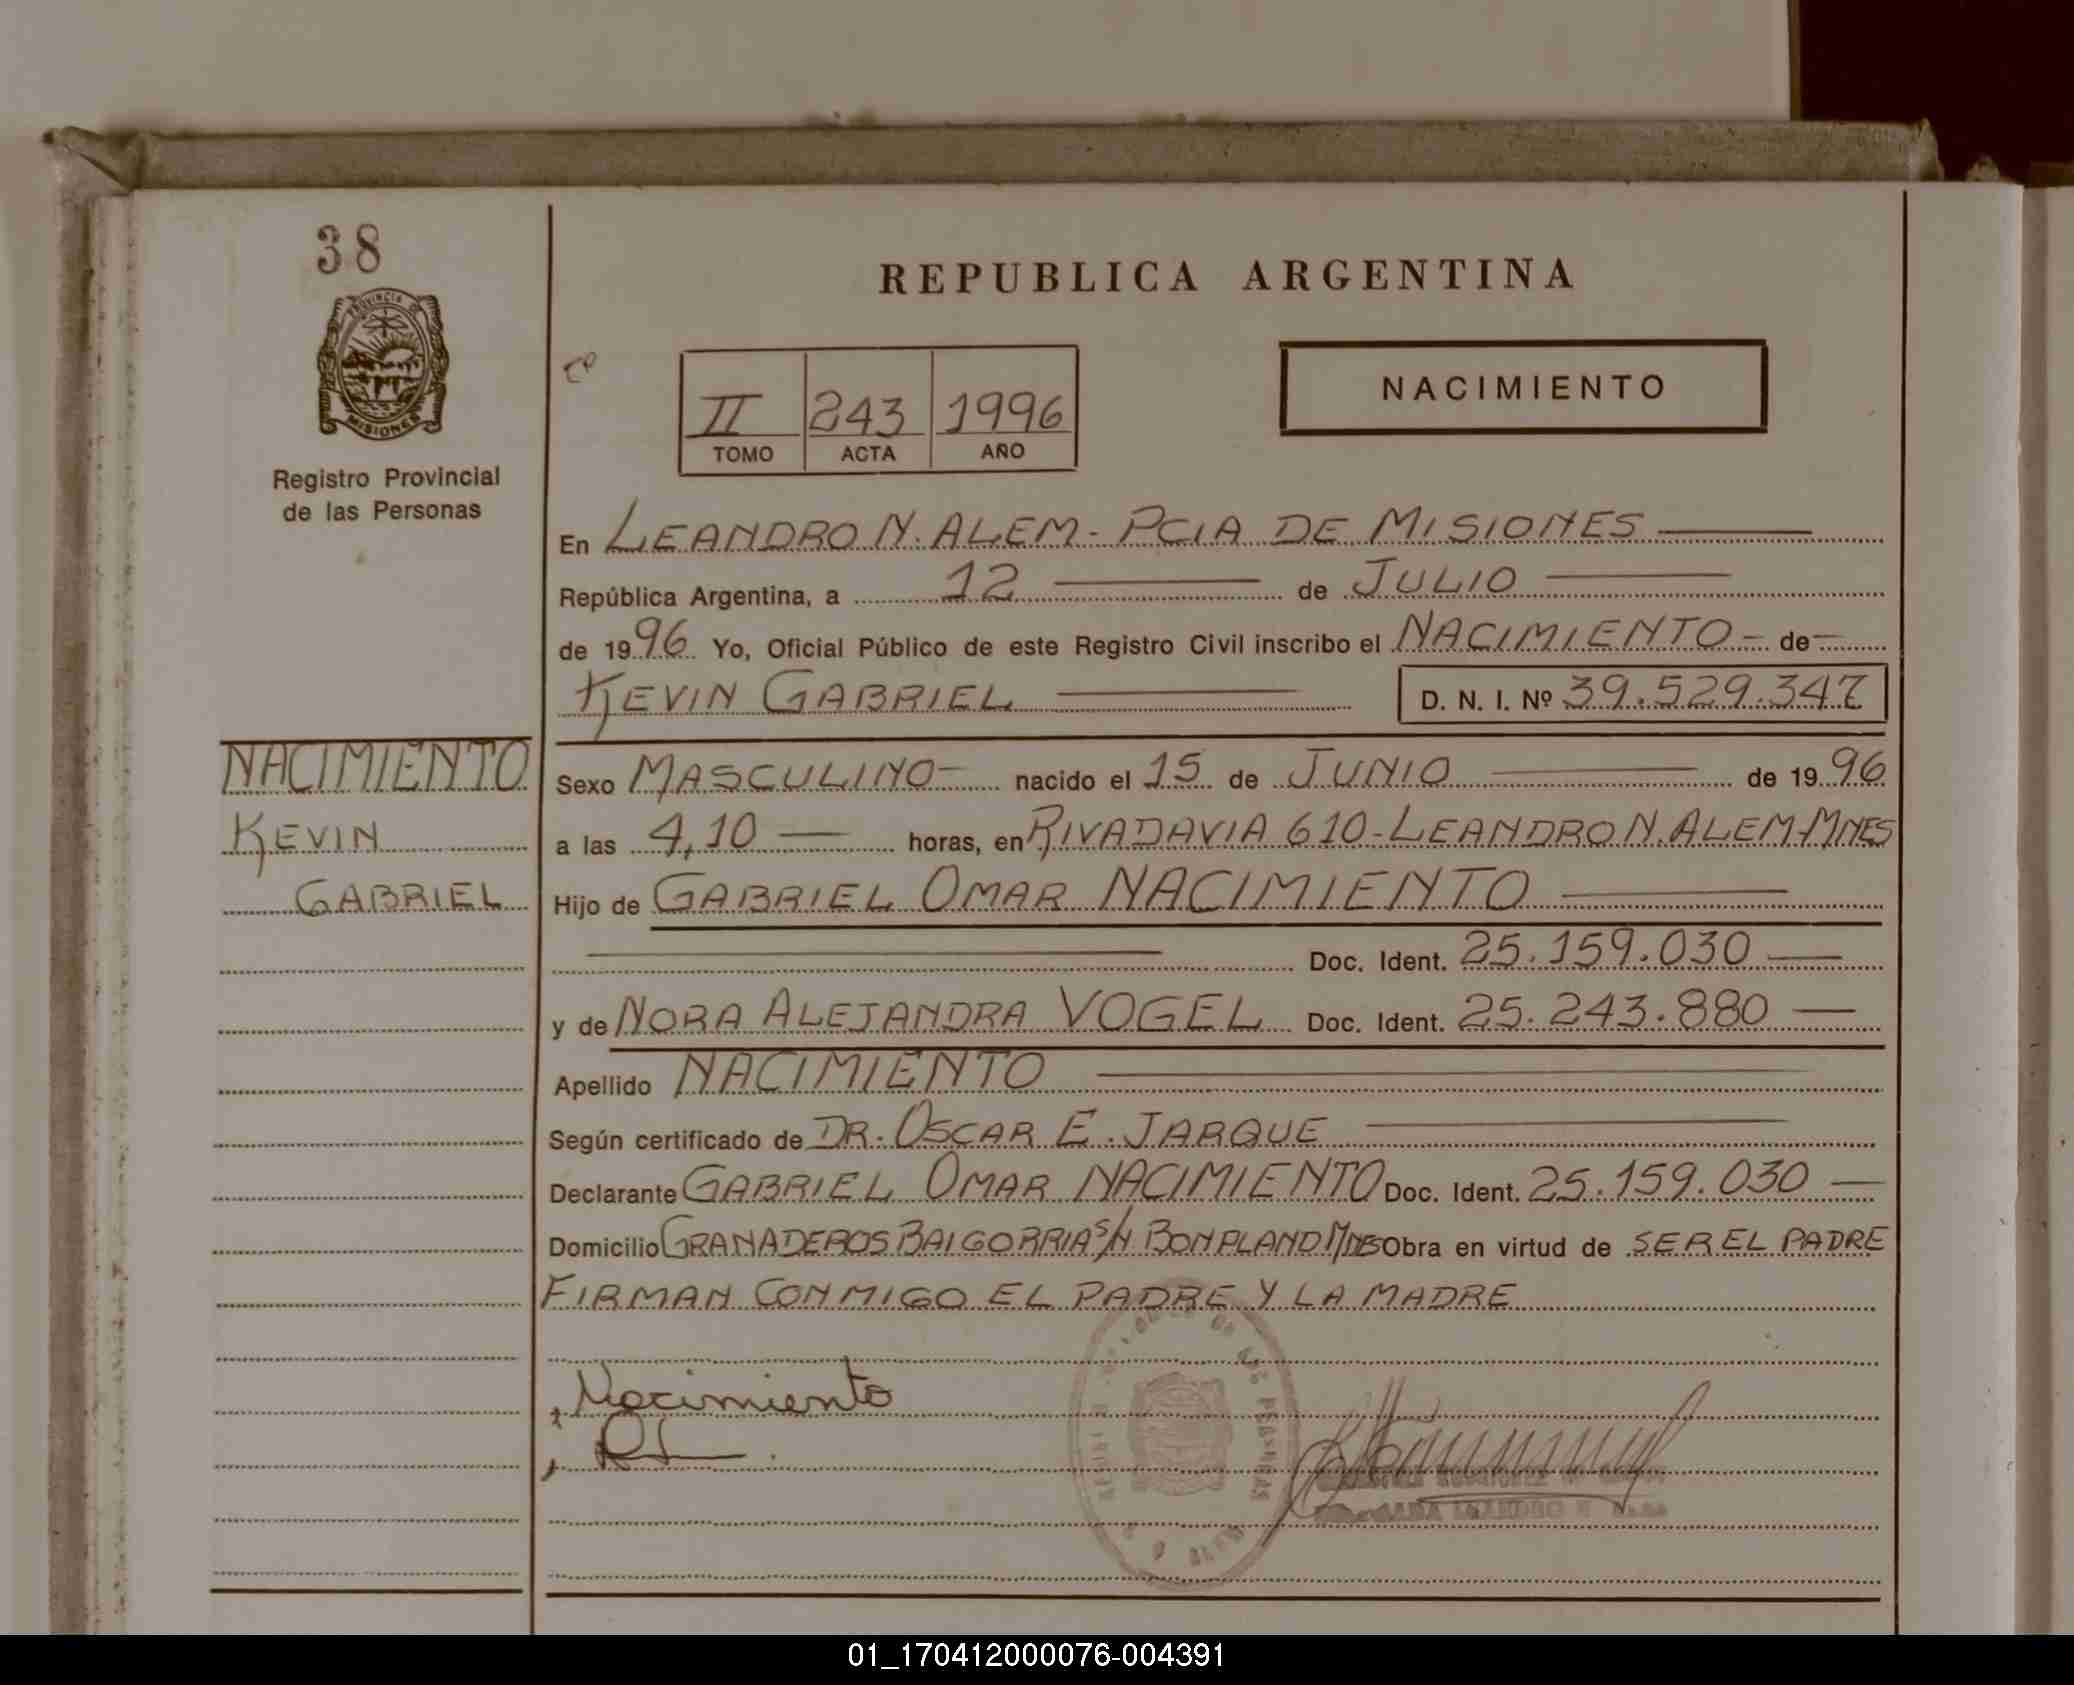 38
PROVINCIA DE
MISIONES
Registro Provincial
de las Personas
REPUBLICA ARGENTINA
II 243 1996
TOMO ACTA AÑO
NACIMIENTO
En LEANDRO N. ALEM - PCIA DE MISIONES
República Argentina, a 12 de JULIO
de 1996 Yo, Oficial Público de este Registro Civil inscribo el NACIMIENTO - de
KEVIN GABRIEL D. N. I. Nº 39.529.347
NACIMIENTO
KEVIN
GABRIEL
Sexo MASCULINO - nacido el 15 de JUNIO de 1996
a las 4,10 horas, en RIVADAVIA 610 - LEANDRO N. ALEM - MNES
Hijo de GABRIEL OMAR NACIMIENTO
Doc. Ident. 25.159.030
y de NORA ALEJANDRA VOGEL Doc. Ident. 25.243.880
Apellido NACIMIENTO
Según certificado de DR. OSCAR E. JARQUE
Declarante GABRIEL OMAR NACIMIENTO Doc. Ident. 25.159.030
Domicilio GRANADEROS BAIGORRIA S/N BONPLAND MNES Obra en virtud de SER EL PADRE
FIRMAN CONMIGO EL PADRE Y LA MADRE
Nacimiento
01_170412000076-004391